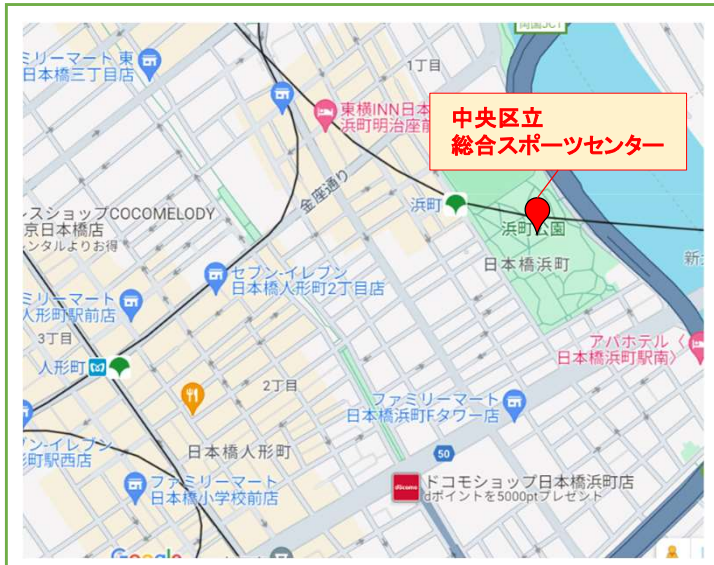 両国JCT
ミリーマート 東
日本橋三丁目店
1丁目
東横INN日本
浜町明治座前
中央区立
総合スポーツセンター
金座通り
浜町
浜町公園
日本橋浜町
レスショップCOCOMELODY
京日本橋店
ンタルよりお得
セブン-イレブン
日本橋人形町2丁目店
新
ミリーマート
人形町駅前店
3丁目
人形町
アパホテル〈
日本橋浜町駅南〉
2丁目
ファミリーマート
日本橋浜町Fタワー店
日本橋人形町
ブン-イレブン
形町駅西店
50
ファミリーマート
日本橋小学校前店
docomo
ドコモショップ日本橋浜町店
dポイントを5000ptプレゼント
Google